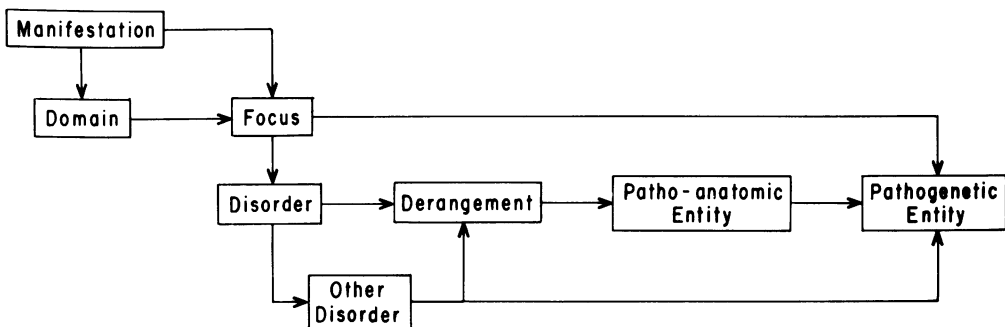 Manifestation
Domain
Focus
Disorder
Derangement
Patho-anatomic
Entity
Pathogenetic
Entity
Other
Disorder